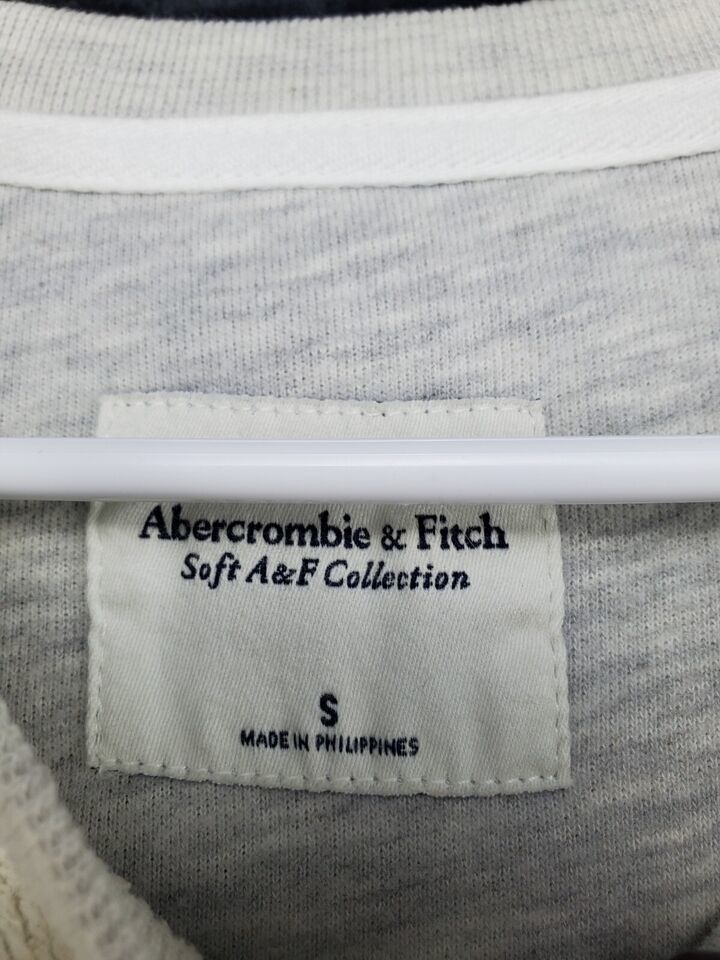 Abercrombie & Fitch
Soft A&F Collection
S
MADE IN PHILIPPINES